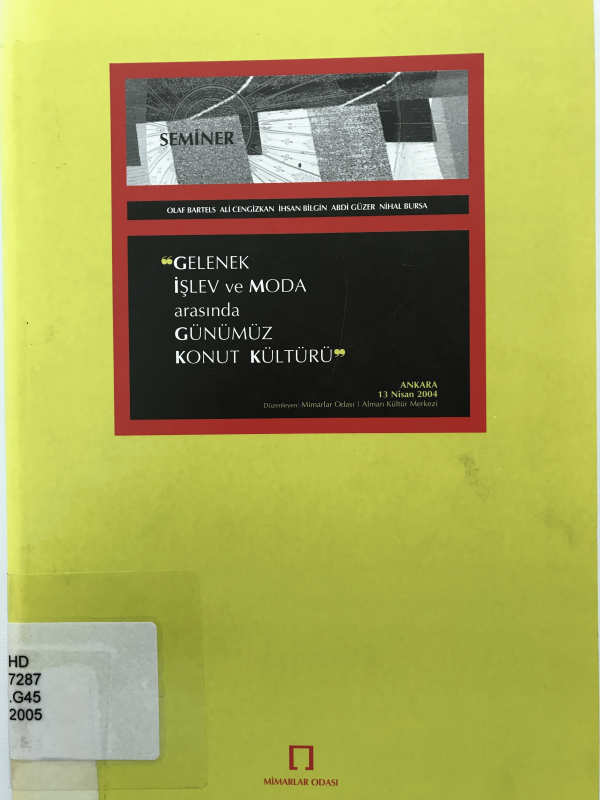 SEMİNER
OLAF BARTELS ALİ CENGİZKAN İHSAN BİLGİN ABDİ GÜZER NİHAL BURSA
“GELENEK
İŞLEV ve MODA
arasında
GÜNÜMÜZ
KONUT KÜLTÜRÜ”
ANKARA
13 Nisan 2004
Düzenleyen: Mimarlar Odası | Alman Kültür Merkezi
HD
7287
.G45
2005
MİMARLAR ODASI